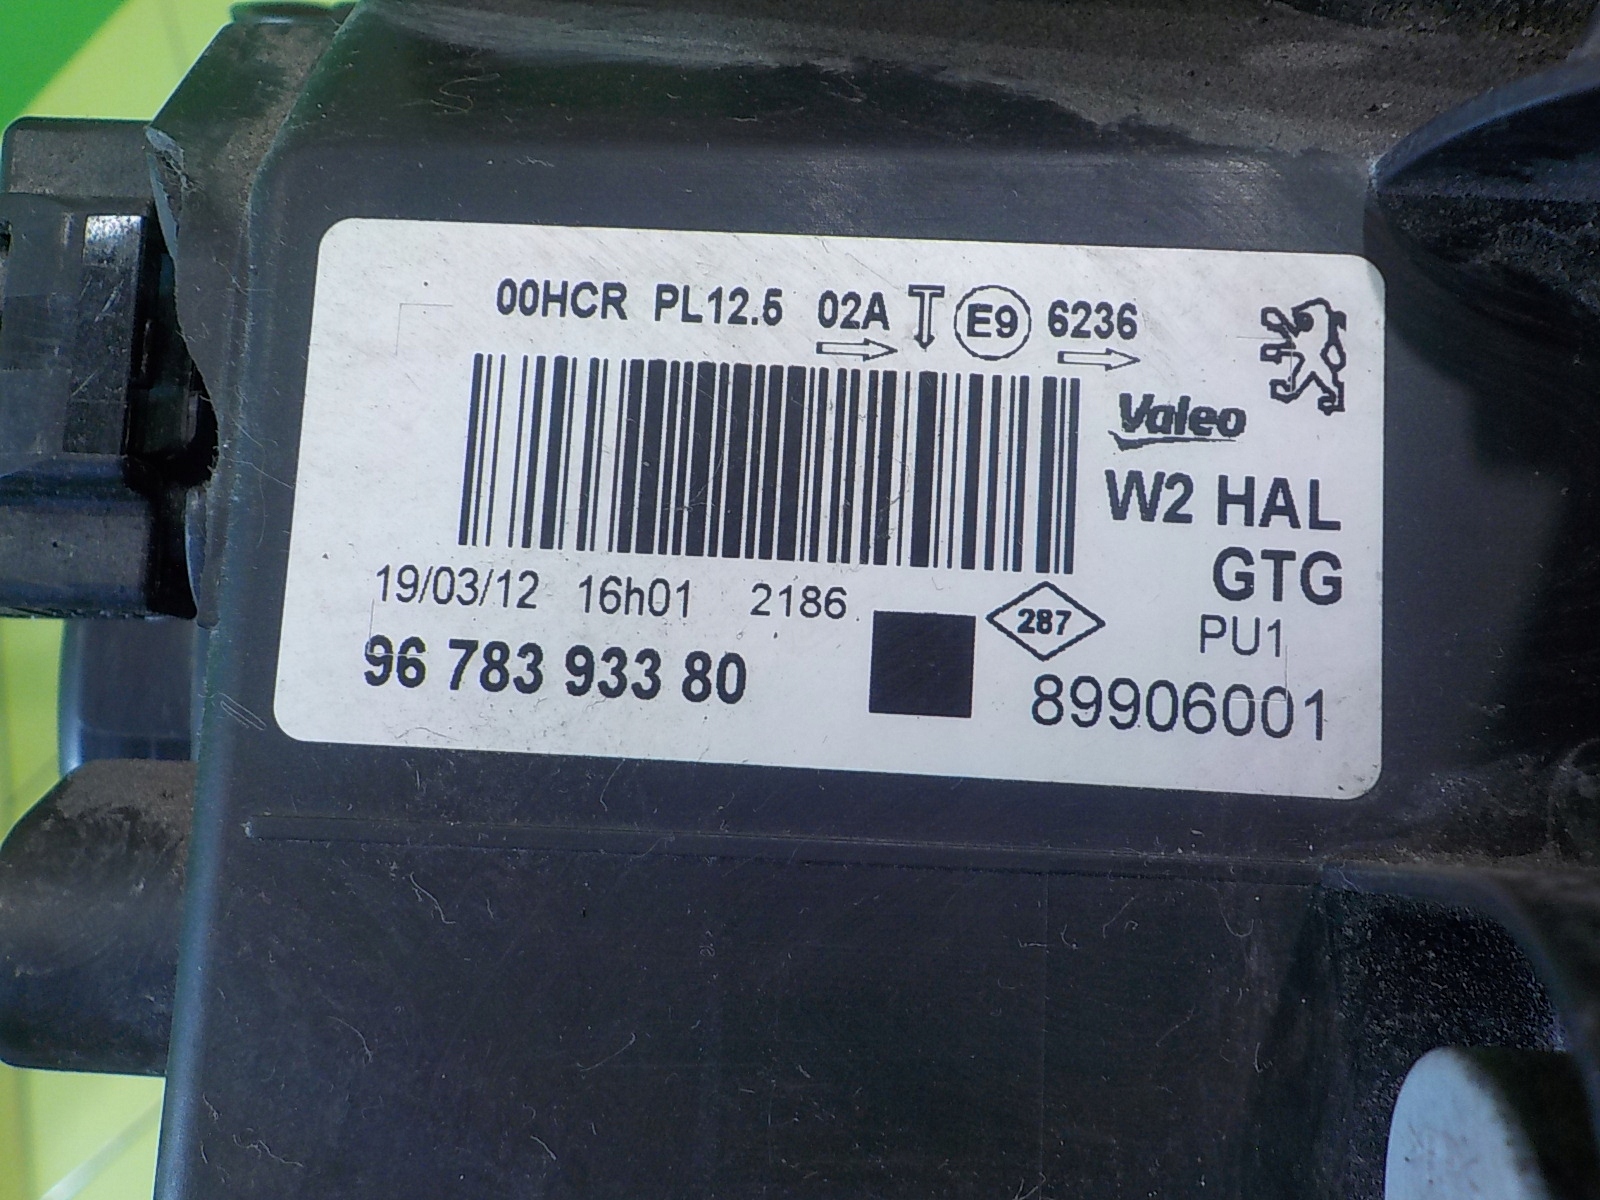 00HCR PL12.5 02A T E9 6236
Valeo
W2 HAL
GTG
19/03/12 16h01 2186
287
PU1
96 783 933 80
89906001